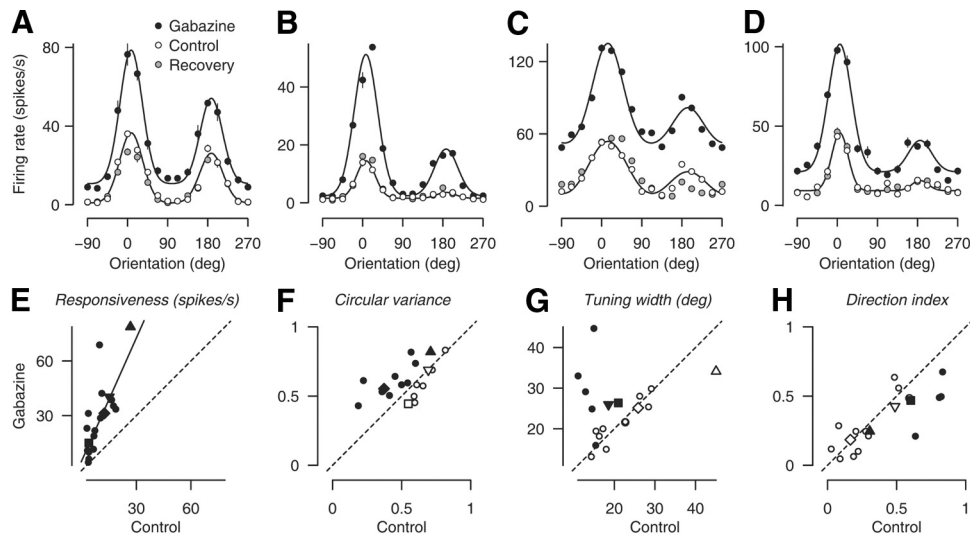 A B C D
Gabazine
Control
Recovery
Firing rate (spikes/s)
80
40
0
−90 0 90 180 270
Orientation (deg)
40
20
0
−90 0 90 180 270
Orientation (deg)
120
60
0
−90 0 90 180 270
Orientation (deg)
100
50
0
−90 0 90 180 270
Orientation (deg)
E Responsiveness (spikes/s)
Gabazine
60
30
30 60
Control
F Circular variance
1
0.5
0
0 0.5 1
Control
G Tuning width (deg)
40
30
20
20 30 40
Control
H Direction index
1
0.5
0
0 0.5 1
Control